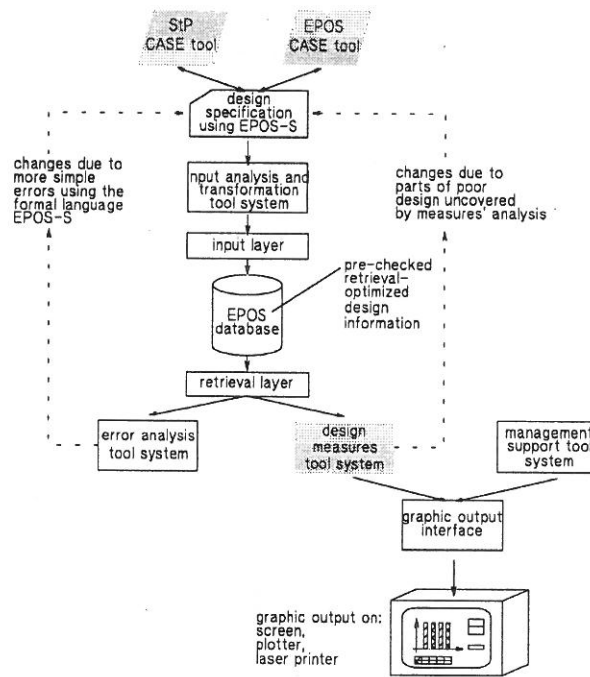 StP
CASE tool
EPOS
CASE tool
design
specification
using EPOS-S
changes due to
more simple
errors using the
formal language
EPOS-S
changes due to
parts of poor
design uncovered
by measures' analysis
nput analysis and
transformation
tool system
input layer
pre-checked
retrieval-
optimized
design
information
EPOS
database
retrieval layer
error analysis
tool system
design
measures
tool system
management
support tool
system
graphic output
interface
graphic output on:
screen,
plotter,
laser printer